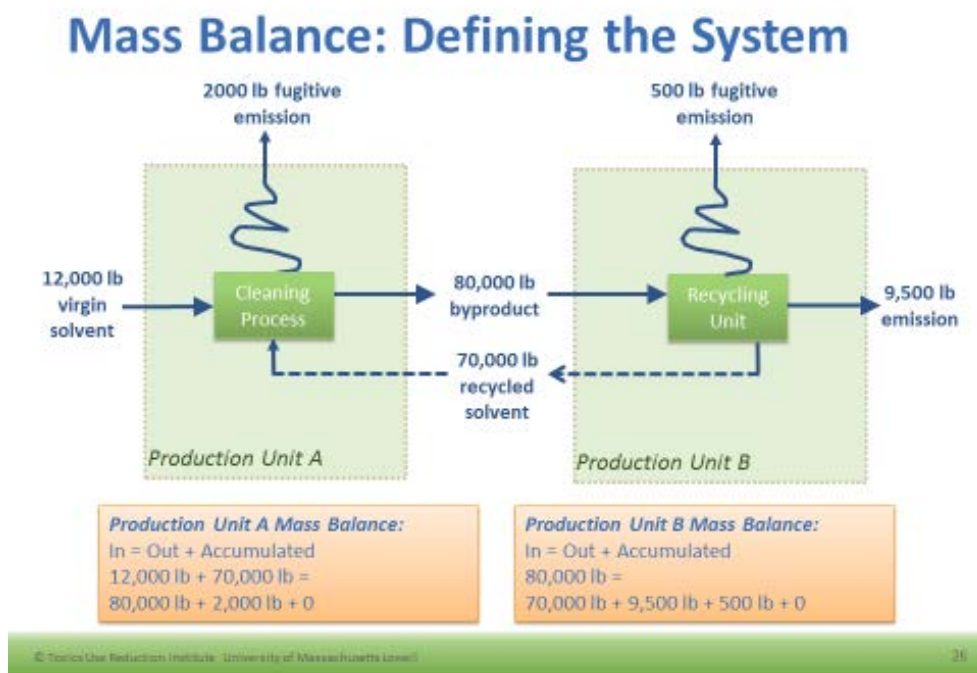 Mass Balance: Defining the System
2000 lb fugitive
emission
500 lb fugitive
emission
12,000 lb
virgin
solvent
Cleaning
Process
80,000 lb
byproduct
Recycling
Unit
9,500 lb
emission
70,000 lb
recycled
solvent
Production Unit A
Production Unit B
Production Unit A Mass Balance:
In = Out + Accumulated
12,000 lb + 70,000 lb =
80,000 lb + 2,000 lb + 0
Production Unit B Mass Balance:
In = Out + Accumulated
80,000 lb =
70,000 lb + 9,500 lb + 500 lb + 0
© Toxics Use Reduction Institute University of Massachusetts Lowell
26